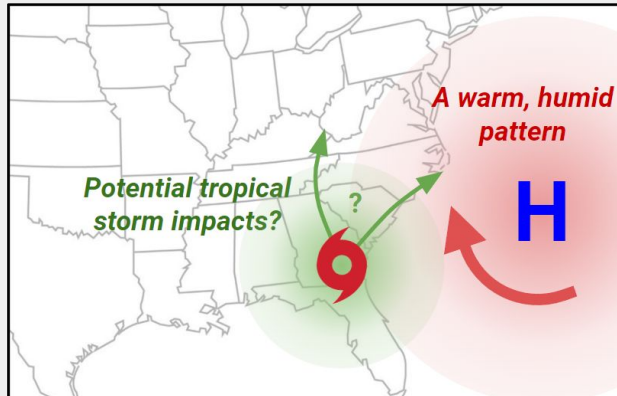 A warm, humid
pattern
Potential tropical
storm impacts?
?
H